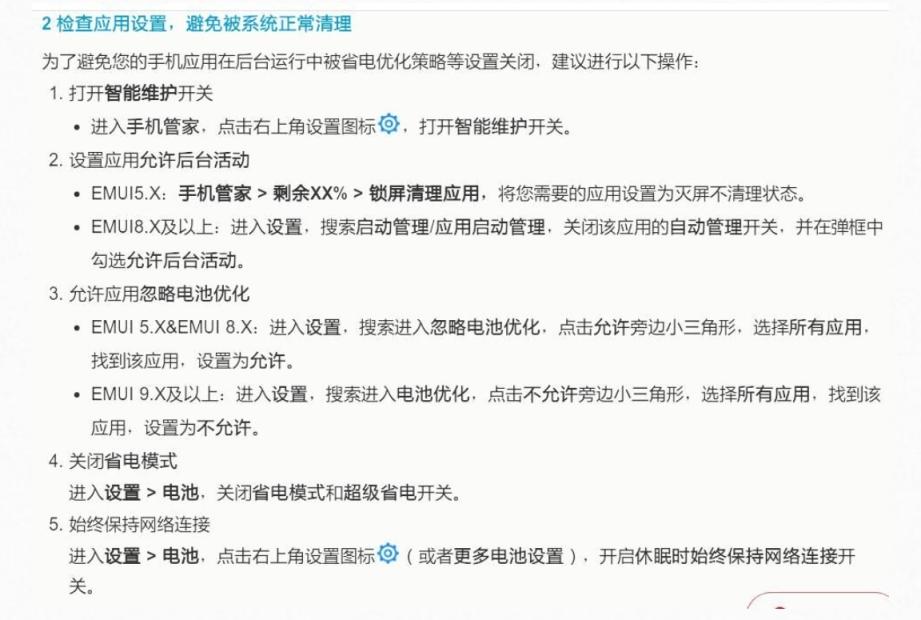 2 检查应用设置，避免被系统正常清理
为了避免您的手机应用在后台运行中被省电优化策略等设置关闭，建议进行以下操作：
1. 打开智能维护开关
• 进入手机管家，点击右上角设置图标，打开智能维护开关。
2. 设置应用允许后台活动
• EMUI5.X：手机管家 > 剩余XX% > 锁屏清理应用，将您需要的应用设置为灭屏不清理状态。
• EMUI8.X及以上：进入设置，搜索启动管理/应用启动管理，关闭该应用的自动管理开关，并在弹框中
勾选允许后台活动。
3. 允许应用忽略电池优化
• EMUI 5.X&EMUI 8.X：进入设置，搜索进入忽略电池优化，点击允许旁边小三角形，选择所有应用，
找到该应用，设置为允许。
• EMUI 9.X及以上：进入设置，搜索进入电池优化，点击不允许旁边小三角形，选择所有应用，找到该
应用，设置为不允许。
4. 关闭省电模式
进入设置 > 电池，关闭省电模式和超级省电开关。
5. 始终保持网络连接
进入设置 > 电池，点击右上角设置图标（或者更多电池设置），开启休眠时始终保持网络连接开
关。